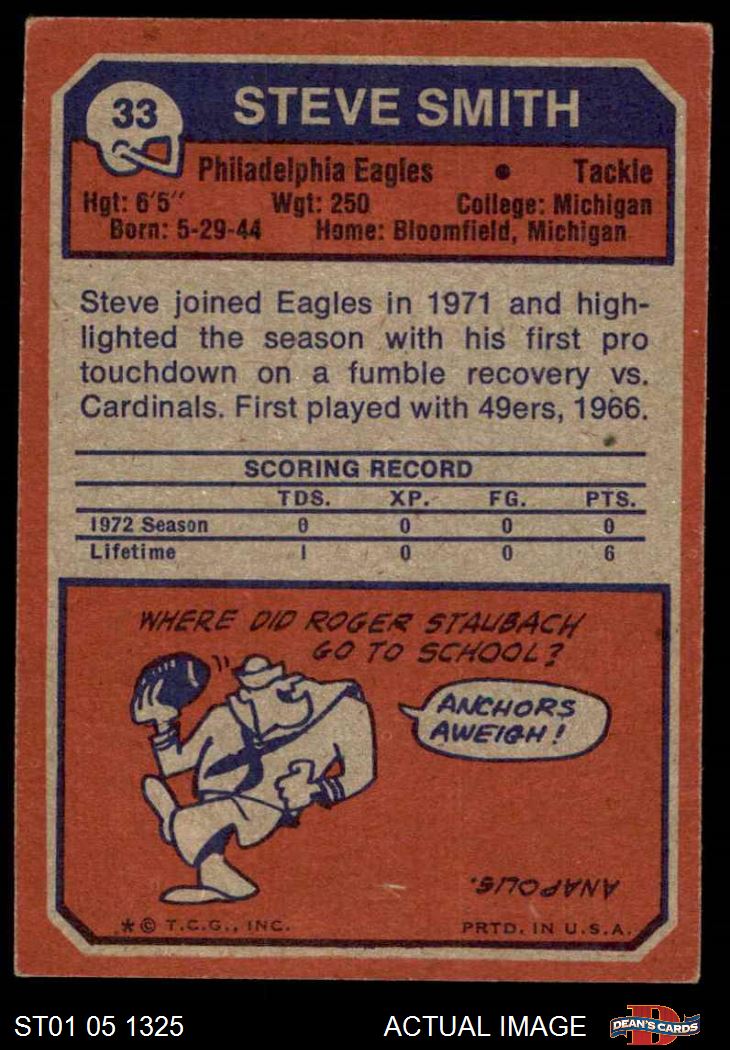 33
STEVE SMITH
Philadelphia Eagles • Tackle
Hgt: 6'5" Wgt: 250 College: Michigan
Born: 5-29-44 Home: Bloomfield, Michigan
Steve joined Eagles in 1971 and high-
lighted the season with his first pro
touchdown on a fumble recovery vs.
Cardinals. First played with 49ers, 1966.
SCORING RECORD
TDS. XP. FG. PTS.
1972 Season 0 0 0 0
Lifetime 1 0 0 6
WHERE DID ROGER STAUBACH
GO TO SCHOOL?
ANCHORS
AWEIGH!
ANAPOLIS.
* © T.C.G., INC. PRTD. IN U.S.A.
ST01 05 1325 ACTUAL IMAGE D DEAN'S CARDS